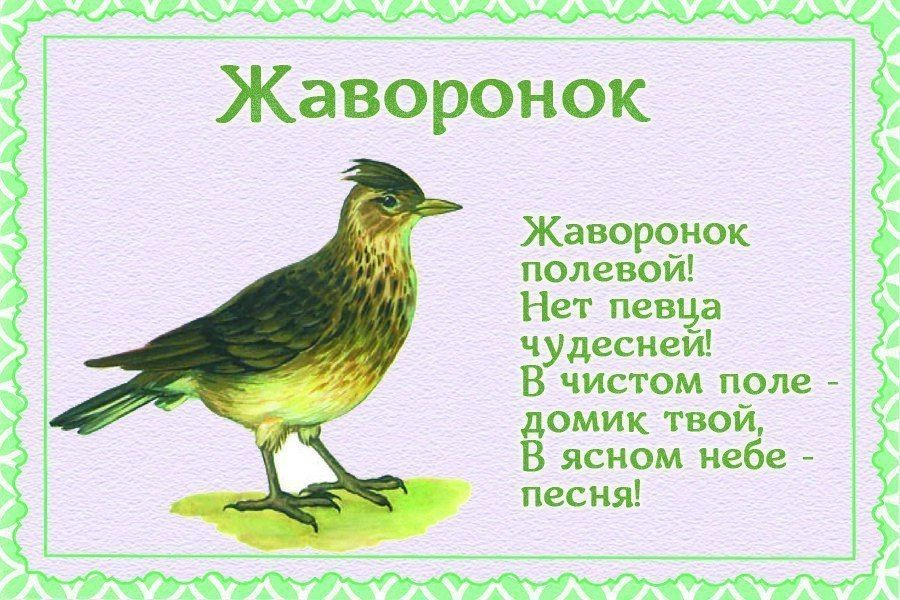 Жаворонок
Жаворонок
полевой!
Нет певца
чудесней!
В чистом поле -
домик твой,
В ясном небе -
песня!